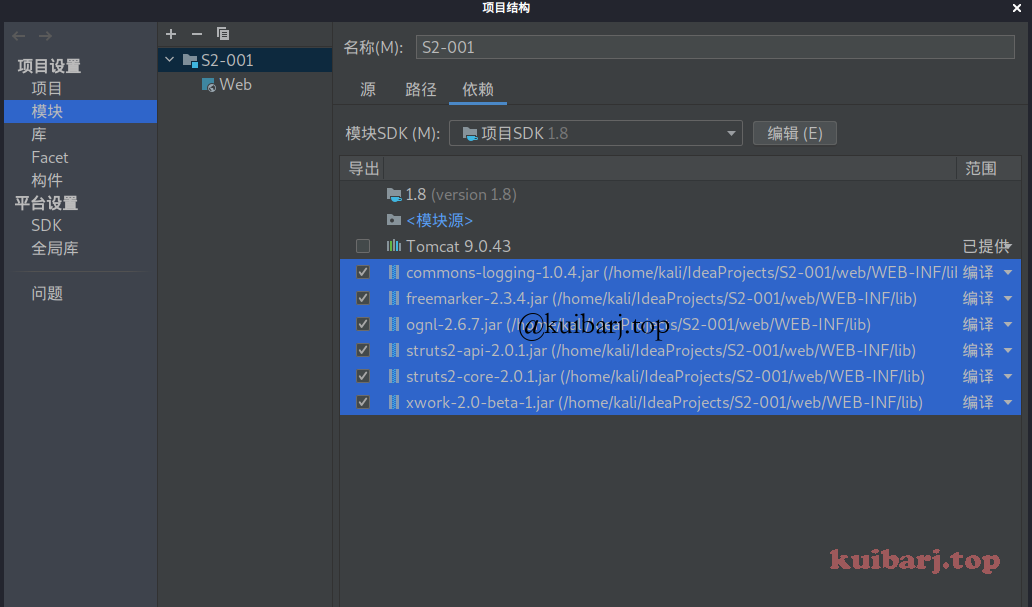 项目结构
项目设置
项目
模块
库
Facet
构件
平台设置
SDK
全局库
问题
S2-001
Web
名称(M): S2-001
源 路径 依赖
模块SDK (M): 项目SDK 1.8 编辑 (E)
导出 范围
1.8 (version 1.8)
<模块源>
Tomcat 9.0.43 已提供
commons-logging-1.0.4.jar (/home/kali/IdeaProjects/S2-001/web/WEB-INF/lib 编译
freemarker-2.3.4.jar (/home/kali/IdeaProjects/S2-001/web/WEB-INF/lib) 编译
ognl-2.6.7.jar (/home/kali/IdeaProjects/S2-001/web/WEB-INF/lib) 编译
@kuibarj.top
struts2-api-2.0.1.jar (/home/kali/IdeaProjects/S2-001/web/WEB-INF/lib) 编译
struts2-core-2.0.1.jar (/home/kali/IdeaProjects/S2-001/web/WEB-INF/lib) 编译
xwork-2.0-beta-1.jar (/home/kali/IdeaProjects/S2-001/web/WEB-INF/lib) 编译
kuibarj.top